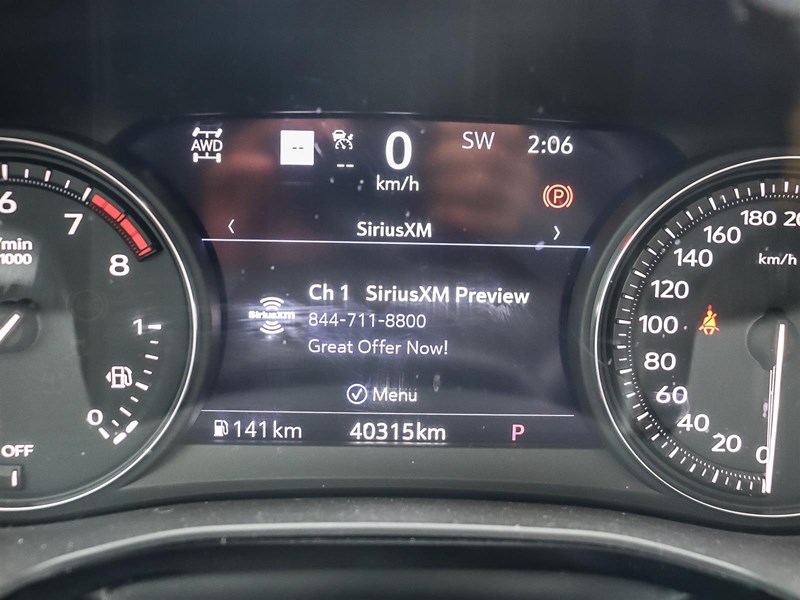 AWD
--
--
0
km/h
SW
2:06
P
SiriusXM
Ch 1 SiriusXM Preview
SiriusXM
844-711-8800
Great Offer Now!
Menu
141 km
40315km
P
6
7
8
/min
1000
1
0
OFF
180
160
140
120
100
80
60
40
20
0
km/h